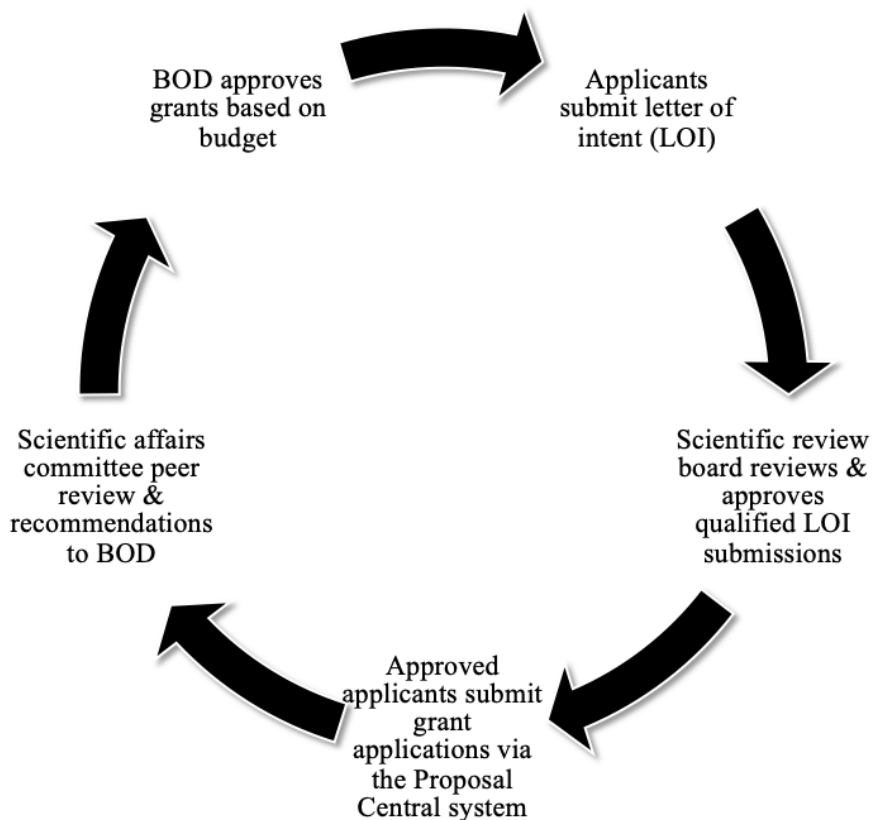 BOD approves
grants based on
budget
Applicants
submit letter of
intent (LOI)
Scientific review
board reviews &
approves
qualified LOI
submissions
Approved
applicants submit
grant
applications via
the Proposal
Central system
Scientific affairs
committee peer
review &
recommendations
to BOD